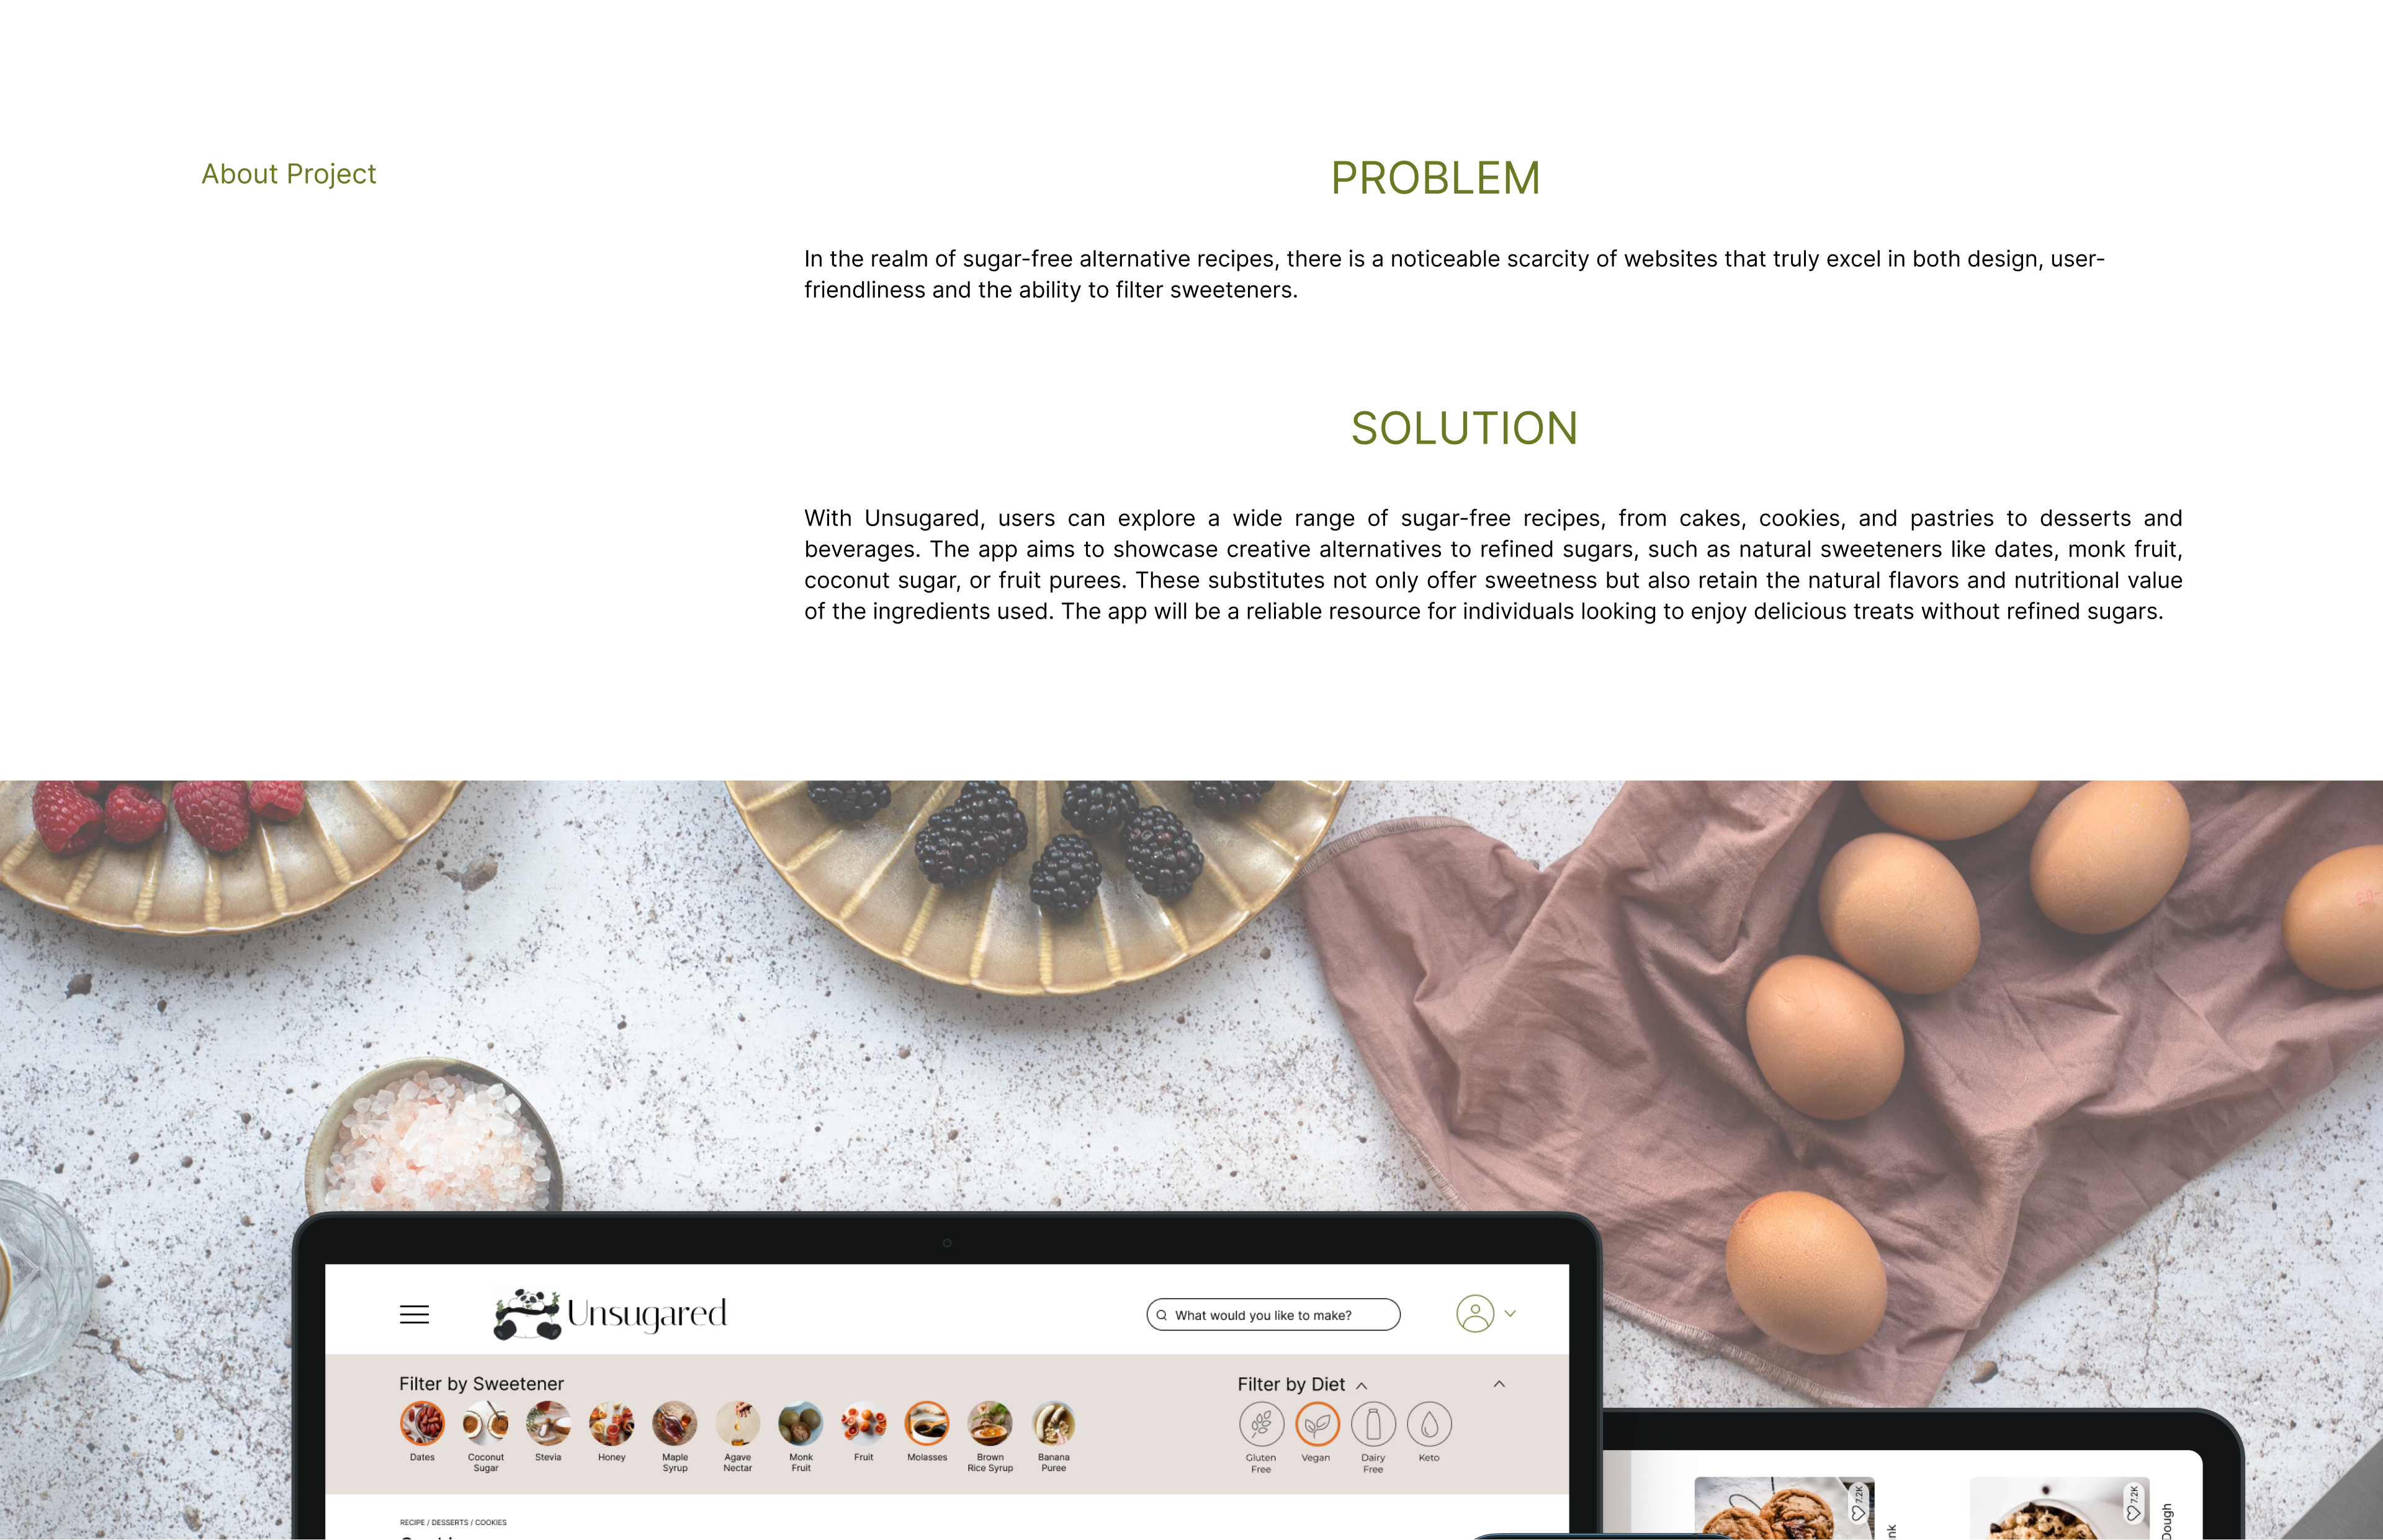 About Project
PROBLEM
In the realm of sugar-free alternative recipes, there is a noticeable scarcity of websites that truly excel in both design, user-
friendliness and the ability to filter sweeteners.
SOLUTION
With Unsugared, users can explore a wide range of sugar-free recipes, from cakes, cookies, and pastries to desserts and
beverages. The app aims to showcase creative alternatives to refined sugars, such as natural sweeteners like dates, monk fruit,
coconut sugar, or fruit purees. These substitutes not only offer sweetness but also retain the natural flavors and nutritional value
of the ingredients used. The app will be a reliable resource for individuals looking to enjoy delicious treats without refined sugars.
Unsugared
What would you like to make?
Filter by Sweetener
Dates
Coconut
Sugar
Stevia
Honey
Maple
Syrup
Agave
Nectar
Monk
Fruit
Fruit
Molasses
Brown
Rice Syrup
Banana
Puree
Filter by Diet
Gluten
Free
Vegan
Dairy
Free
Keto
RECIPE / DESSERTS / COOKIES
7.2K
7.2K
Dough